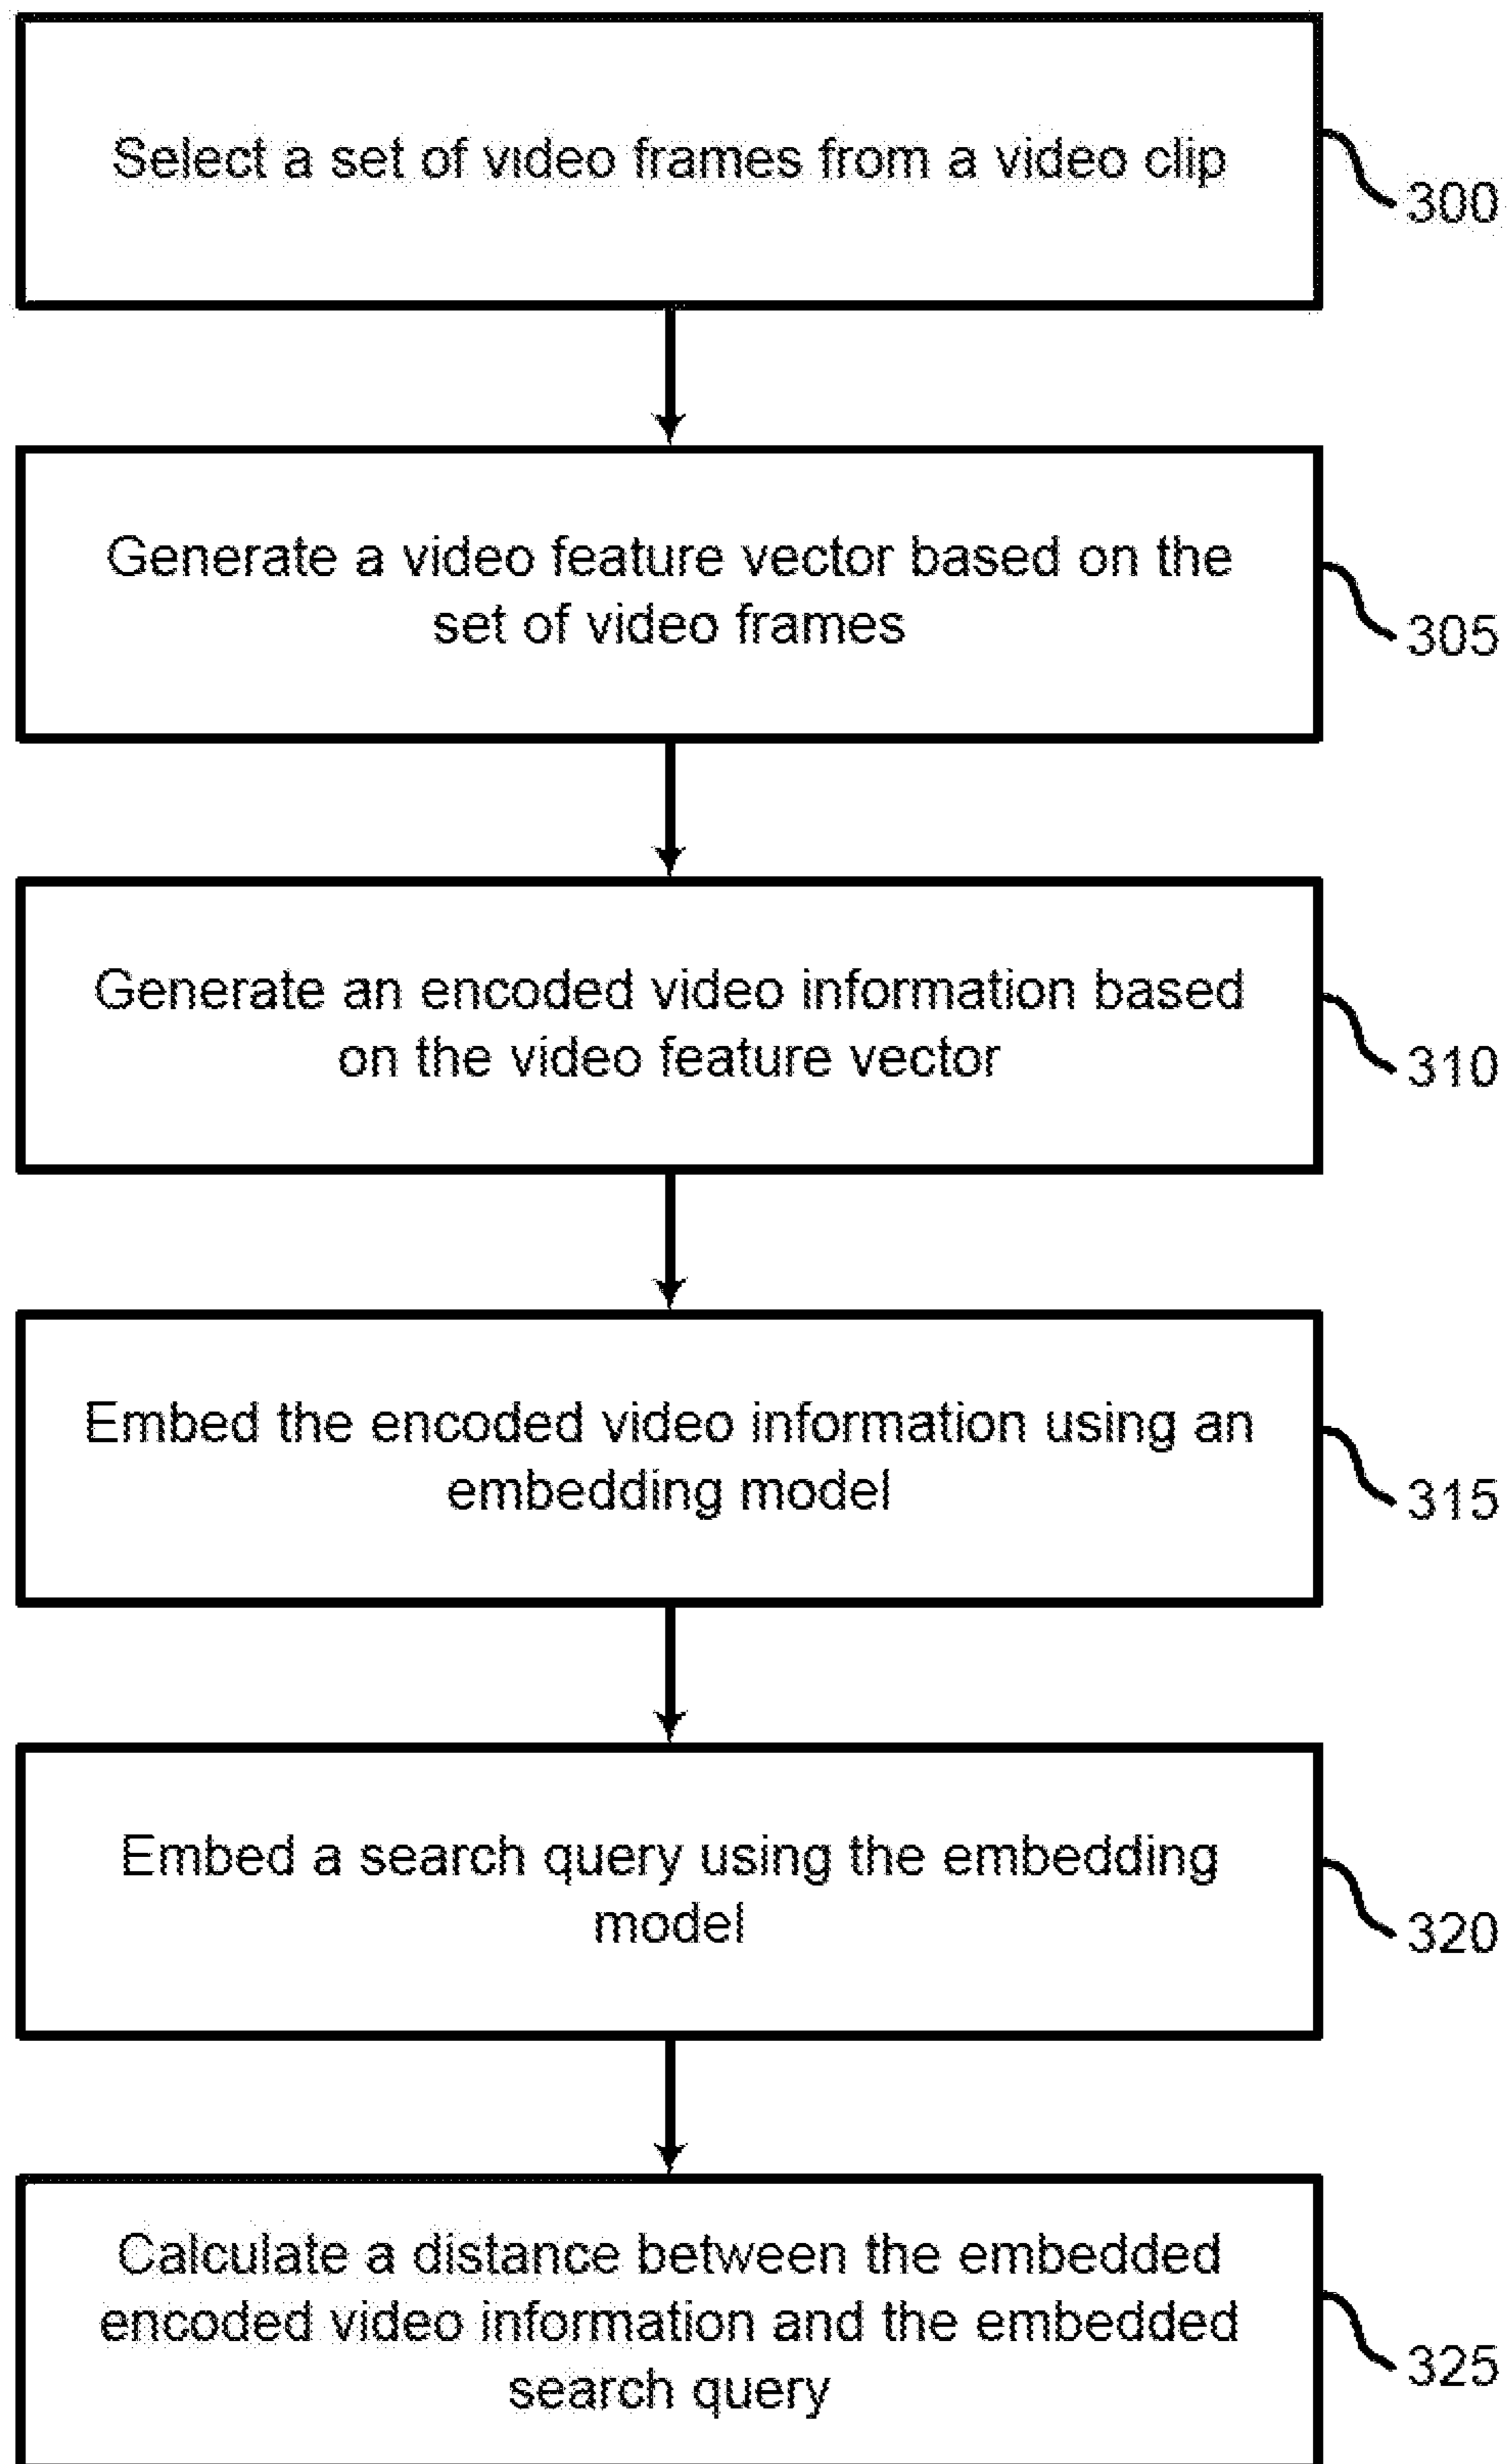 Select a set of video frames from a video clip
300
Generate a video feature vector based on the
set of video frames
305
Generate an encoded video information based
on the video feature vector
310
Embed the encoded video information using an
embedding model
315
Embed a search query using the embedding
model
320
Calculate a distance between the embedded
encoded video information and the embedded
search query
325